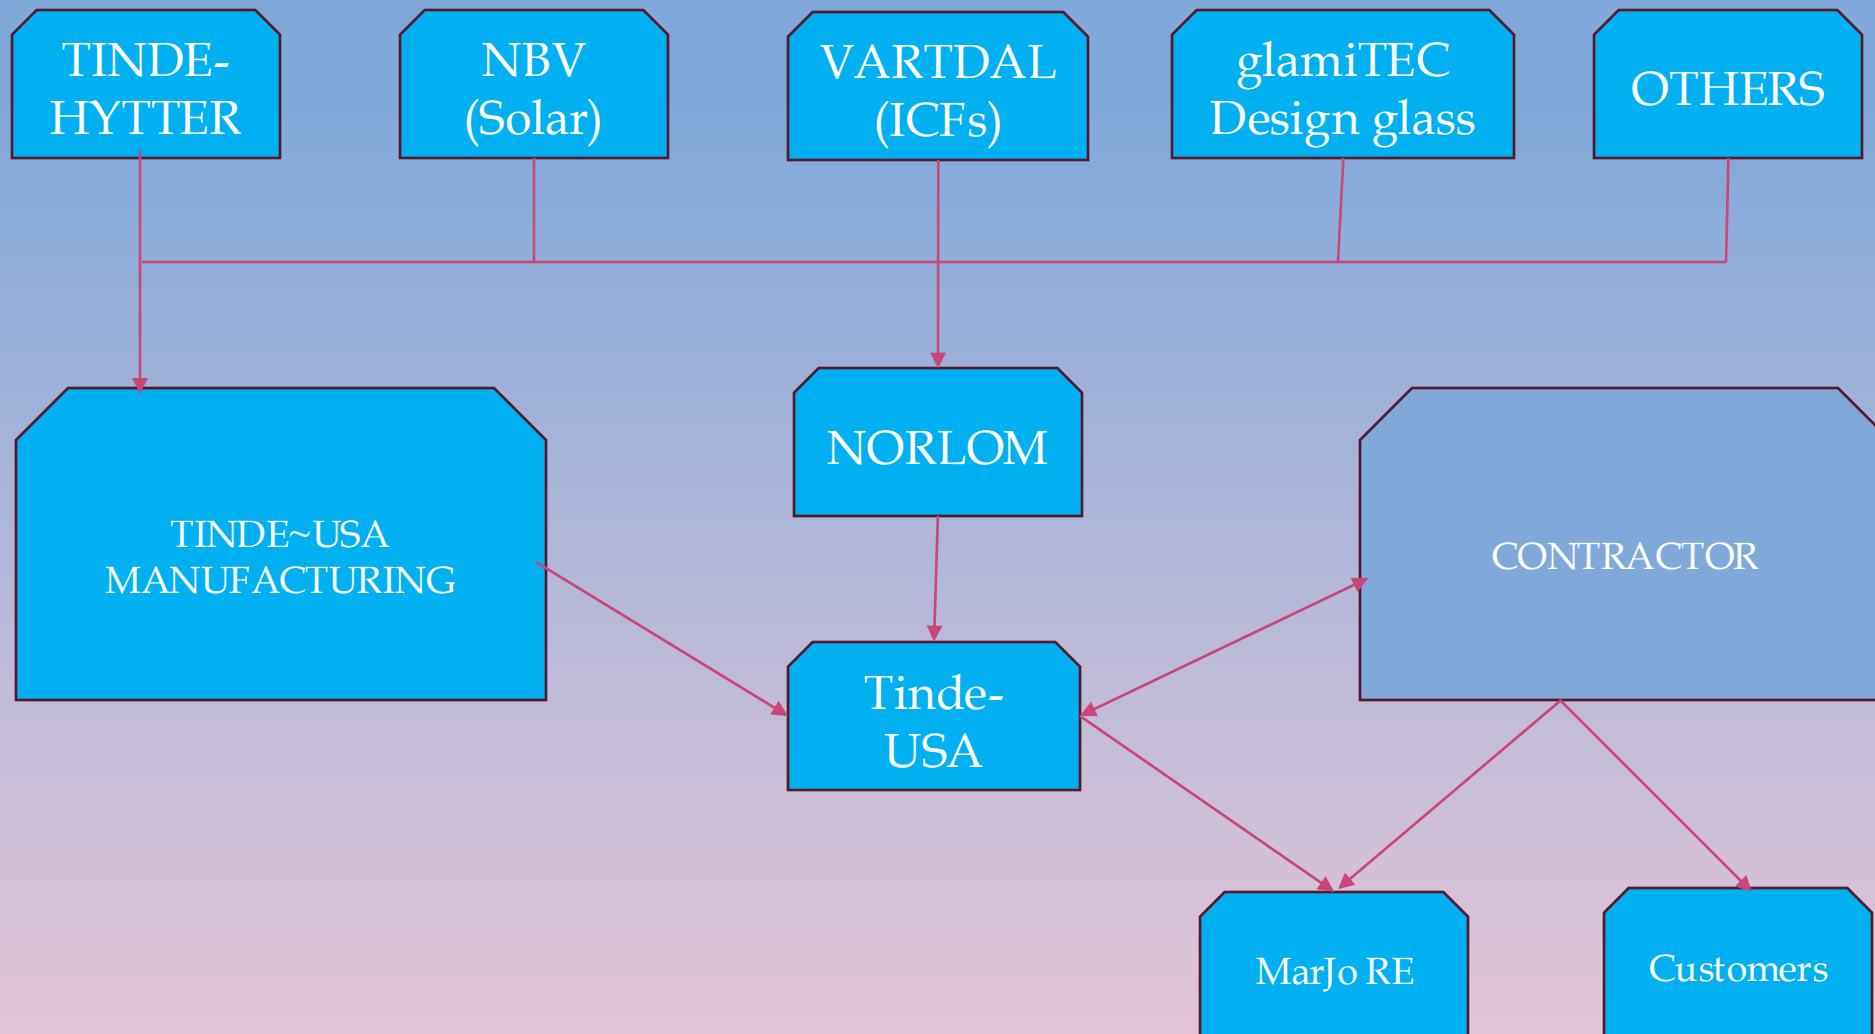 TINDE-
HYTTER
NBV
(Solar)
VARTDAL
(ICFs)
glamiTEC
Design glass
OTHERS
NORLOM
TINDE~USA
MANUFACTURING
CONTRACTOR
Tinde-
USA
MarJo RE
Customers